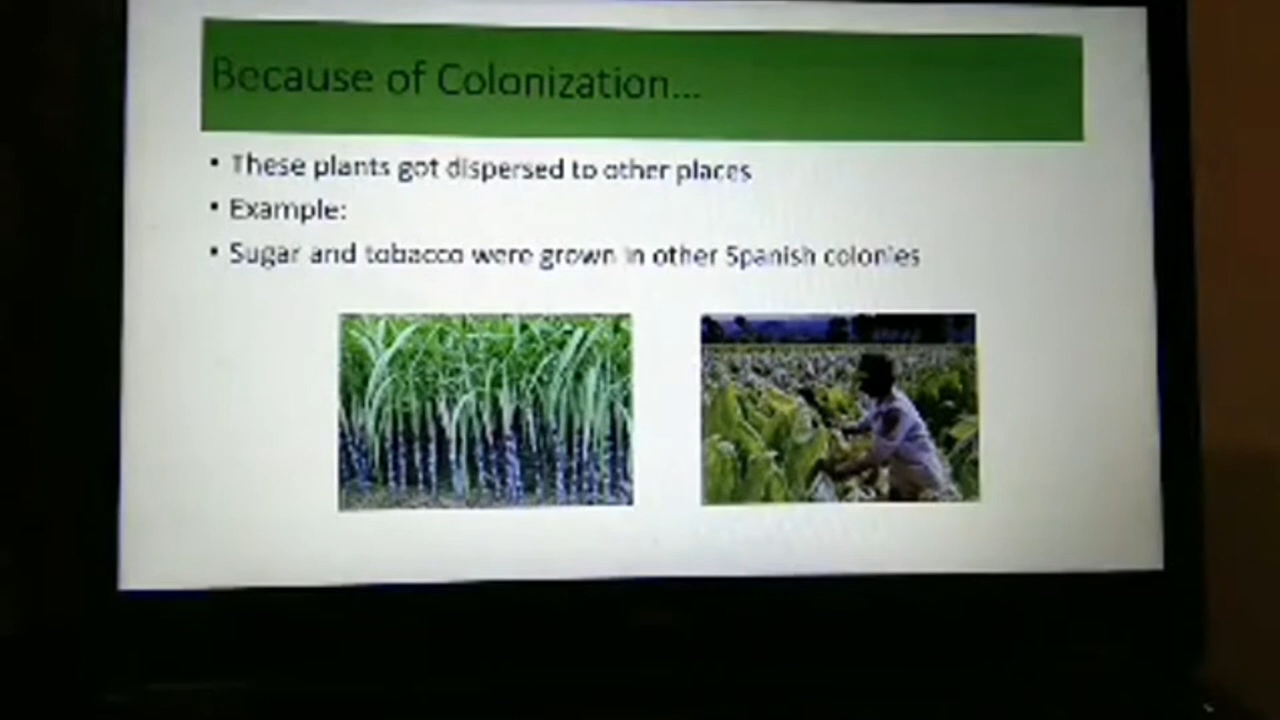 Because of Colonization...
• These plants got dispersed to other places
• Example:
• Sugar and tobacco were grown in other Spanish colonies